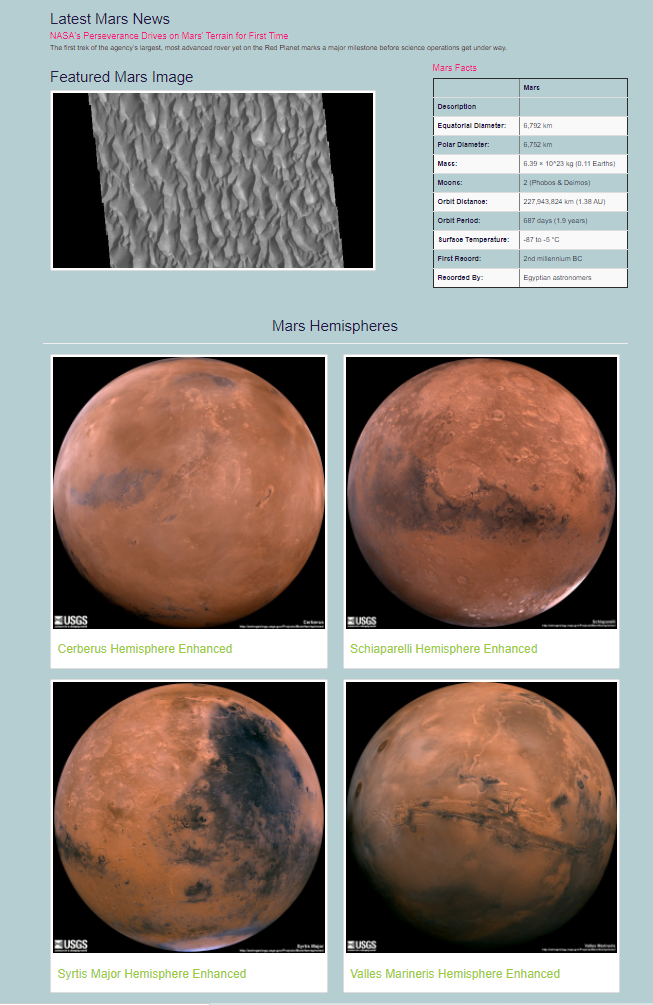 Latest Mars News
NASA's Perseverance Drives on Mars' Terrain for First Time
The first trek of the agency's largest, most advanced rover yet on the Red Planet marks a major milestone before science operations get under way.
Featured Mars Image
Mars Facts
Mars
Description
Equatorial Diameter: 6,792 km
Polar Diameter: 6,752 km
Mass: 6.39 × 10^23 kg (0.11 Earths)
Moons: 2 (Phobos & Deimos)
Orbit Distance: 227,943,824 km (1.38 AU)
Orbit Period: 687 days (1.9 years)
Surface Temperature: -87 to -5 °C
First Record: 2nd millennium BC
Recorded By: Egyptian astronomers
Mars Hemispheres
USGS
Cerberus
USGS
Schiaparelli
Cerberus Hemisphere Enhanced
Schiaparelli Hemisphere Enhanced
USGS
Syrtis Major
USGS
Valles Marineris
Syrtis Major Hemisphere Enhanced
Valles Marineris Hemisphere Enhanced